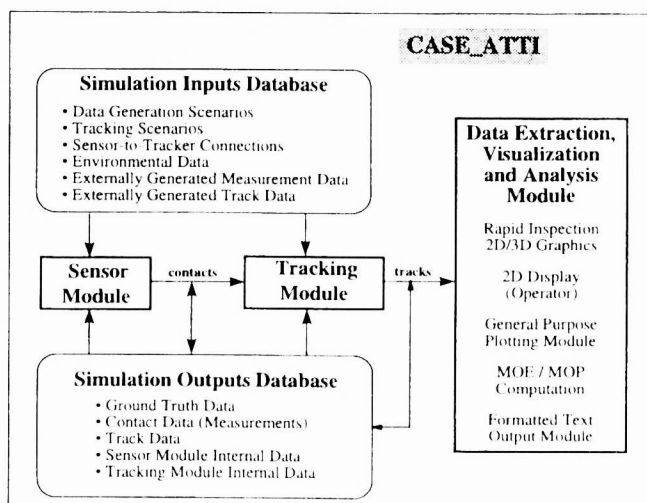 CASE_ATTI
Simulation Inputs Database
• Data Generation Scenarios
• Tracking Scenarios
• Sensor-to-Tracker Connections
• Environmental Data
• Externally Generated Measurement Data
• Externally Generated Track Data
Sensor
Module
contacts
Tracking
Module
tracks
Data Extraction,
Visualization
and Analysis
Module
Rapid Inspection
2D/3D Graphics
2D Display
(Operator)
General Purpose
Plotting Module
MOE / MOP
Computation
Formatted Text
Output Module
Simulation Outputs Database
• Ground Truth Data
• Contact Data (Measurements)
• Track Data
• Sensor Module Internal Data
• Tracking Module Internal Data